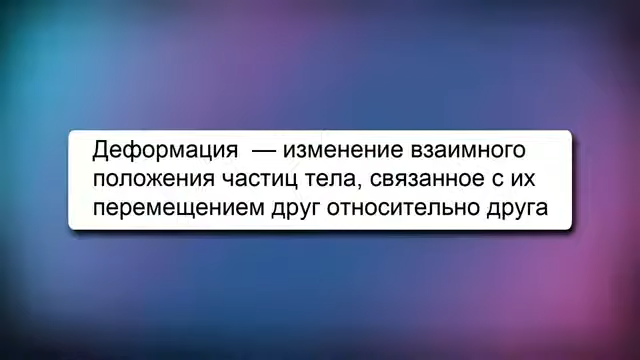 Деформация — изменение взаимного
положения частиц тела, связанное с их
перемещением друг относительно друга